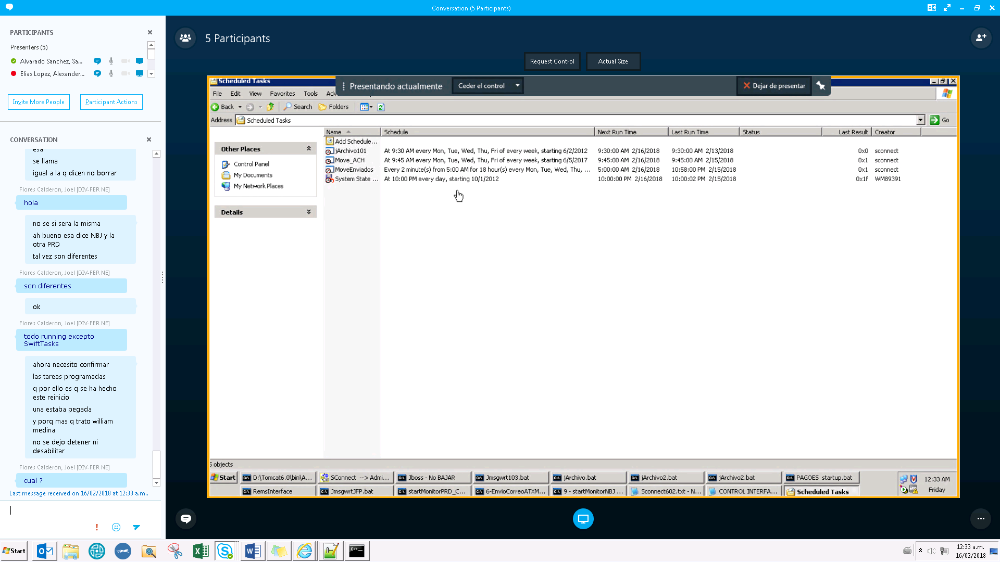 Conversation (5 Participants)
PARTICIPANTS
Presenters (5)
Alvarado Sanchez, Sa...
Elias Lopez, Alexander...
Invite More People
Participant Actions
CONVERSATION
esa
se llama
igual a la q dicen no borrar
Flores Calderon, Joel [DIV-FER NE]
hola
no se si sera la misma
ah bueno esa dice NBJ y la
otra PRD
tal vez son diferentes
Flores Calderon, Joel [DIV-FER NE]
son diferentes
ok
Flores Calderon, Joel [DIV-FER NE]
todo running excepto
SwiftTasks
ahora necesito confirmar
las tareas programadas
q por ello es q se ha hecho
este reinicio
una estaba pegada
y porq mas q trato william
medina
no se dejo detener ni
desabilitar
Flores Calderon, Joel [DIV-FER NE]
cual ?
Last message received on 16/02/2018 at 12:33 a.m..
5 Participants
Request Control
Actual Size
Scheduled Tasks
Presentando actualmente
Ceder el control
Dejar de presentar
File Edit View Favorites Tools
Back Search Folders
Address Scheduled Tasks Go
Other Places
Control Panel
My Documents
My Network Places
Details
Name Schedule Next Run Time Last Run Time Status Last Result Creator
Add Schedule...
jArchivo101 At 9:30 AM every Mon, Tue, Wed, Thu, Fri of every week, starting 6/2/2012 9:30:00 AM 2/16/2018 9:30:00 AM 2/13/2018 0x0 sconnect
Move_ACH At 9:45 AM every Mon, Tue, Wed, Thu, Fri of every week, starting 6/5/2017 9:45:00 AM 2/16/2018 9:45:00 AM 2/15/2018 0x1 sconnect
MoveEnviados Every 2 minute(s) from 5:00 AM for 18 hour(s) every Mon, Tue, Wed, Thu, ... 5:00:00 AM 2/16/2018 10:58:00 PM 2/15/2018 0x1 sconnect
System State ... At 10:00 PM every day, starting 10/1/2012 10:00:00 PM 2/16/2018 10:00:02 PM 2/15/2018 0x1f WM89391
5 objects
Start D:\Tomcat6.0\bin\A... SConnect --> Admi... Jboss - No BAJAR Jmsgwrt103.bat jArchivo.bat jArchivo2.bat jArchivo2.bat PAGOES startup.bat 12:33 AM
RemsInterface JmsgwrtJFP.bat startMonitorPRD_C... 6-EnvioCorreoATXM... 9 - startMonitorNBJ ... Sconnect602.txt - N... CONTROL INTERFA... Scheduled Tasks Friday
Start
12:33 a.m.
16/02/2018